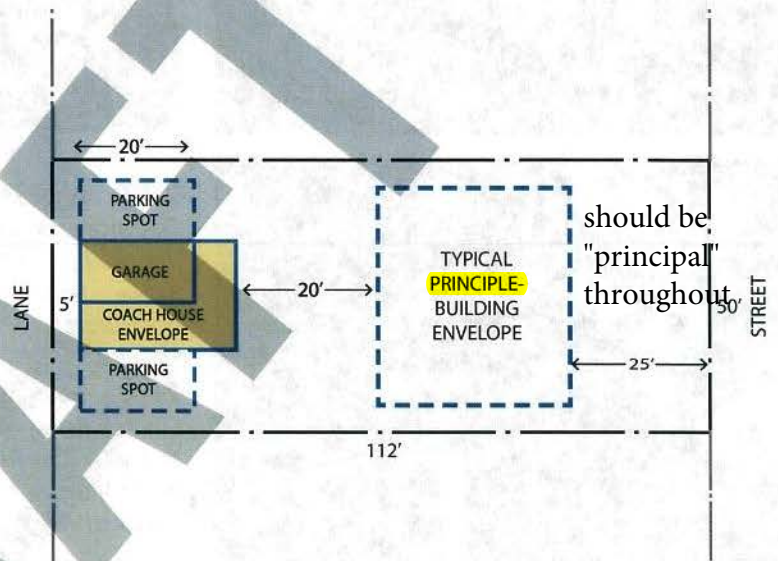 20'
PARKING
SPOT
GARAGE
COACH HOUSE
ENVELOPE
PARKING
SPOT
LANE
5'
20'
TYPICAL
PRINCIPLE-
BUILDING
ENVELOPE
should be
"principal"
throughout
50'
STREET
25'
112'